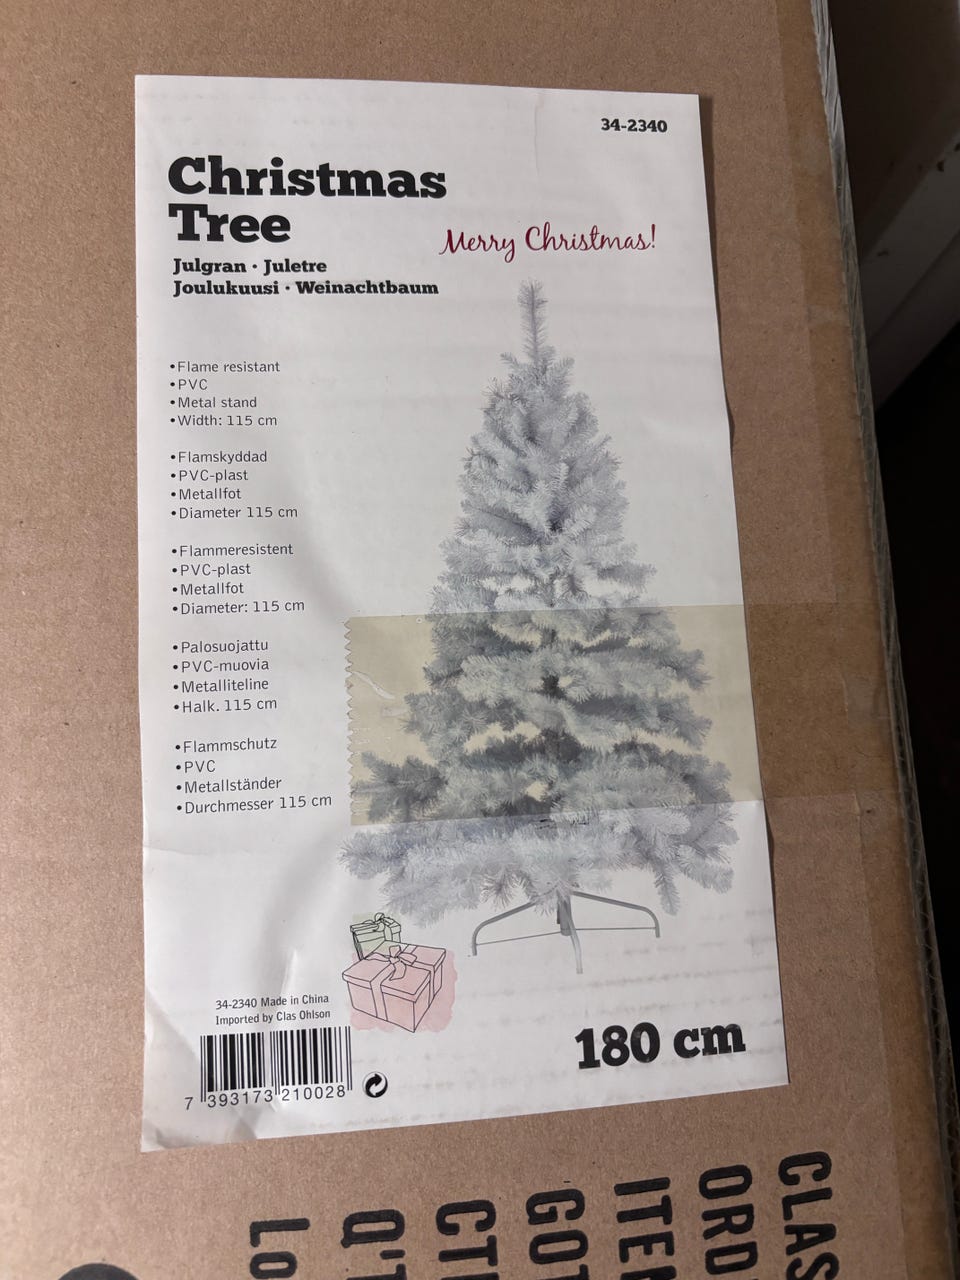 34-2340
Christmas
Tree
Merry Christmas!
Julgran • Juletre
Joulukuusi • Weinachtbaum
•Flame resistant
•PVC
•Metal stand
•Width: 115 cm
•Flamskyddad
•PVC-plast
•Metallfot
•Diameter 115 cm
•Flammeresistent
•PVC-plast
•Metallfot
•Diameter: 115 cm
•Palosuojattu
•PVC-muovia
•Metalliteline
•Halk. 115 cm
•Flammschutz
•PVC
•Metallständer
•Durchmesser 115 cm
34-2340 Made in China
Imported by Clas Ohlson
7 393173 210028
180 cm